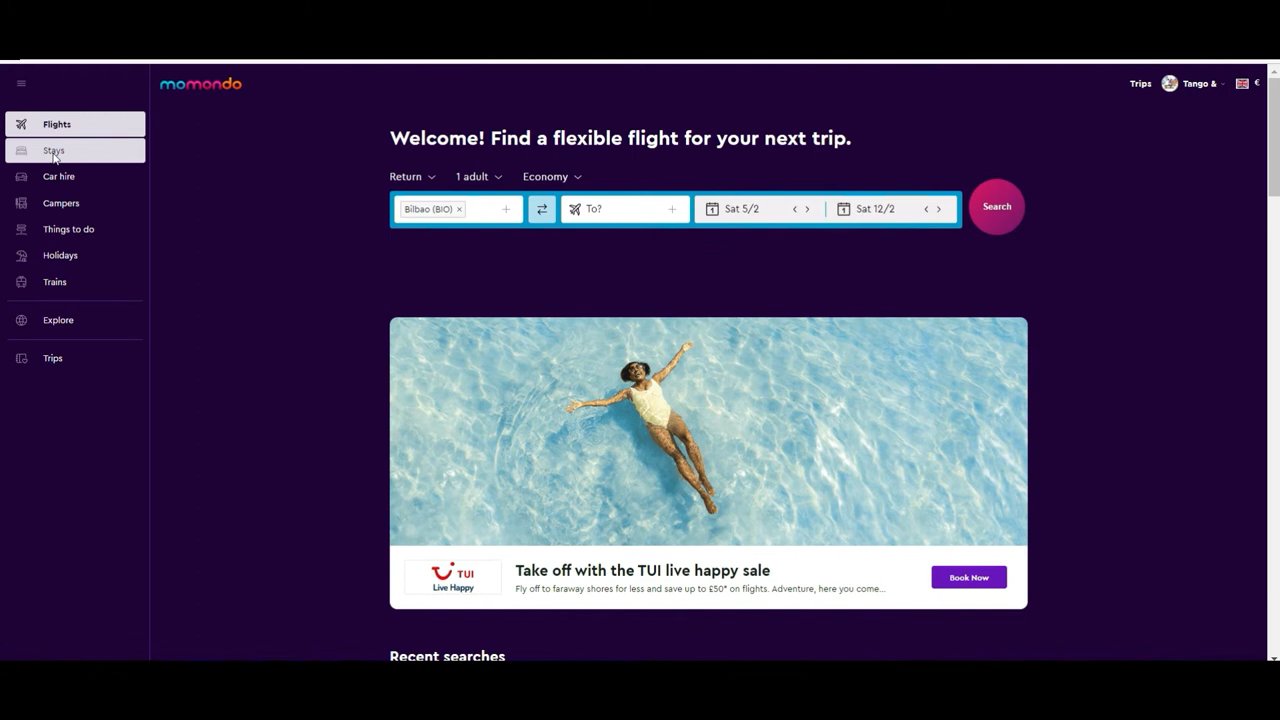 momondo
Trips
Tango &
€
Flights
Stays
Car hire
Campers
Things to do
Holidays
Trains
Explore
Trips
Welcome! Find a flexible flight for your next trip.
Return
1 adult
Economy
Bilbao (BIO) ×
To?
Sat 5/2
Sat 12/2
Search
TUI
Live Happy
Take off with the TUI live happy sale
Fly off to faraway shores for less and save up to £50* on flights. Adventure, here you come...
Book Now
Recent searches